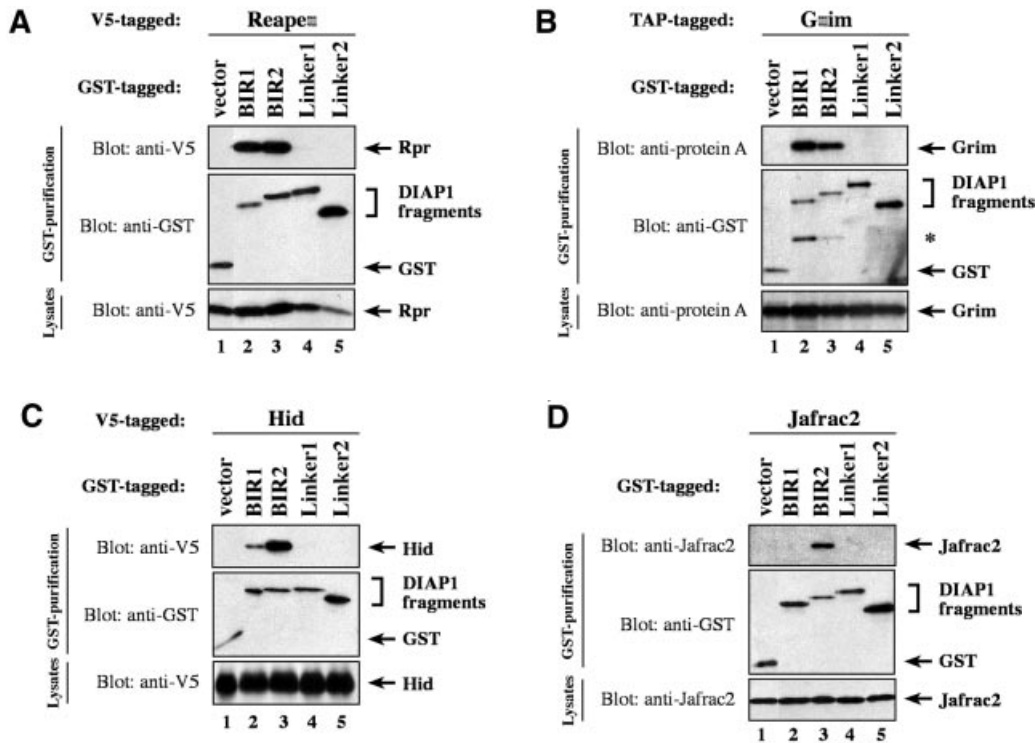 A
V5-tagged:
GST-tagged:
vector BIR1 BIR2 Linker1 Linker2
GST-purification
Blot: anti-V5 Rpr
Blot: anti-GST
DIAP1
fragments
GST
Lysates
Blot: anti-V5 Rpr
1 2 3 4 5
B
TAP-tagged:
GST-tagged:
vector BIR1 BIR2 Linker1 Linker2
GST-purification
Blot: anti-protein A Grim
Blot: anti-GST
DIAP1
fragments
*
GST
Lysates
Blot: anti-protein A Grim
1 2 3 4 5
C
V5-tagged: Hid
GST-tagged:
vector BIR1 BIR2 Linker1 Linker2
GST-purification
Blot: anti-V5 Hid
Blot: anti-GST
DIAP1
fragments
GST
Lysates
Blot: anti-V5 Hid
1 2 3 4 5
D
Jafrac2
GST-tagged:
vector BIR1 BIR2 Linker1 Linker2
GST-purification
Blot: anti-Jafrac2 Jafrac2
Blot: anti-GST
DIAP1
fragments
GST
Lysates
Blot: anti-Jafrac2 Jafrac2
1 2 3 4 5